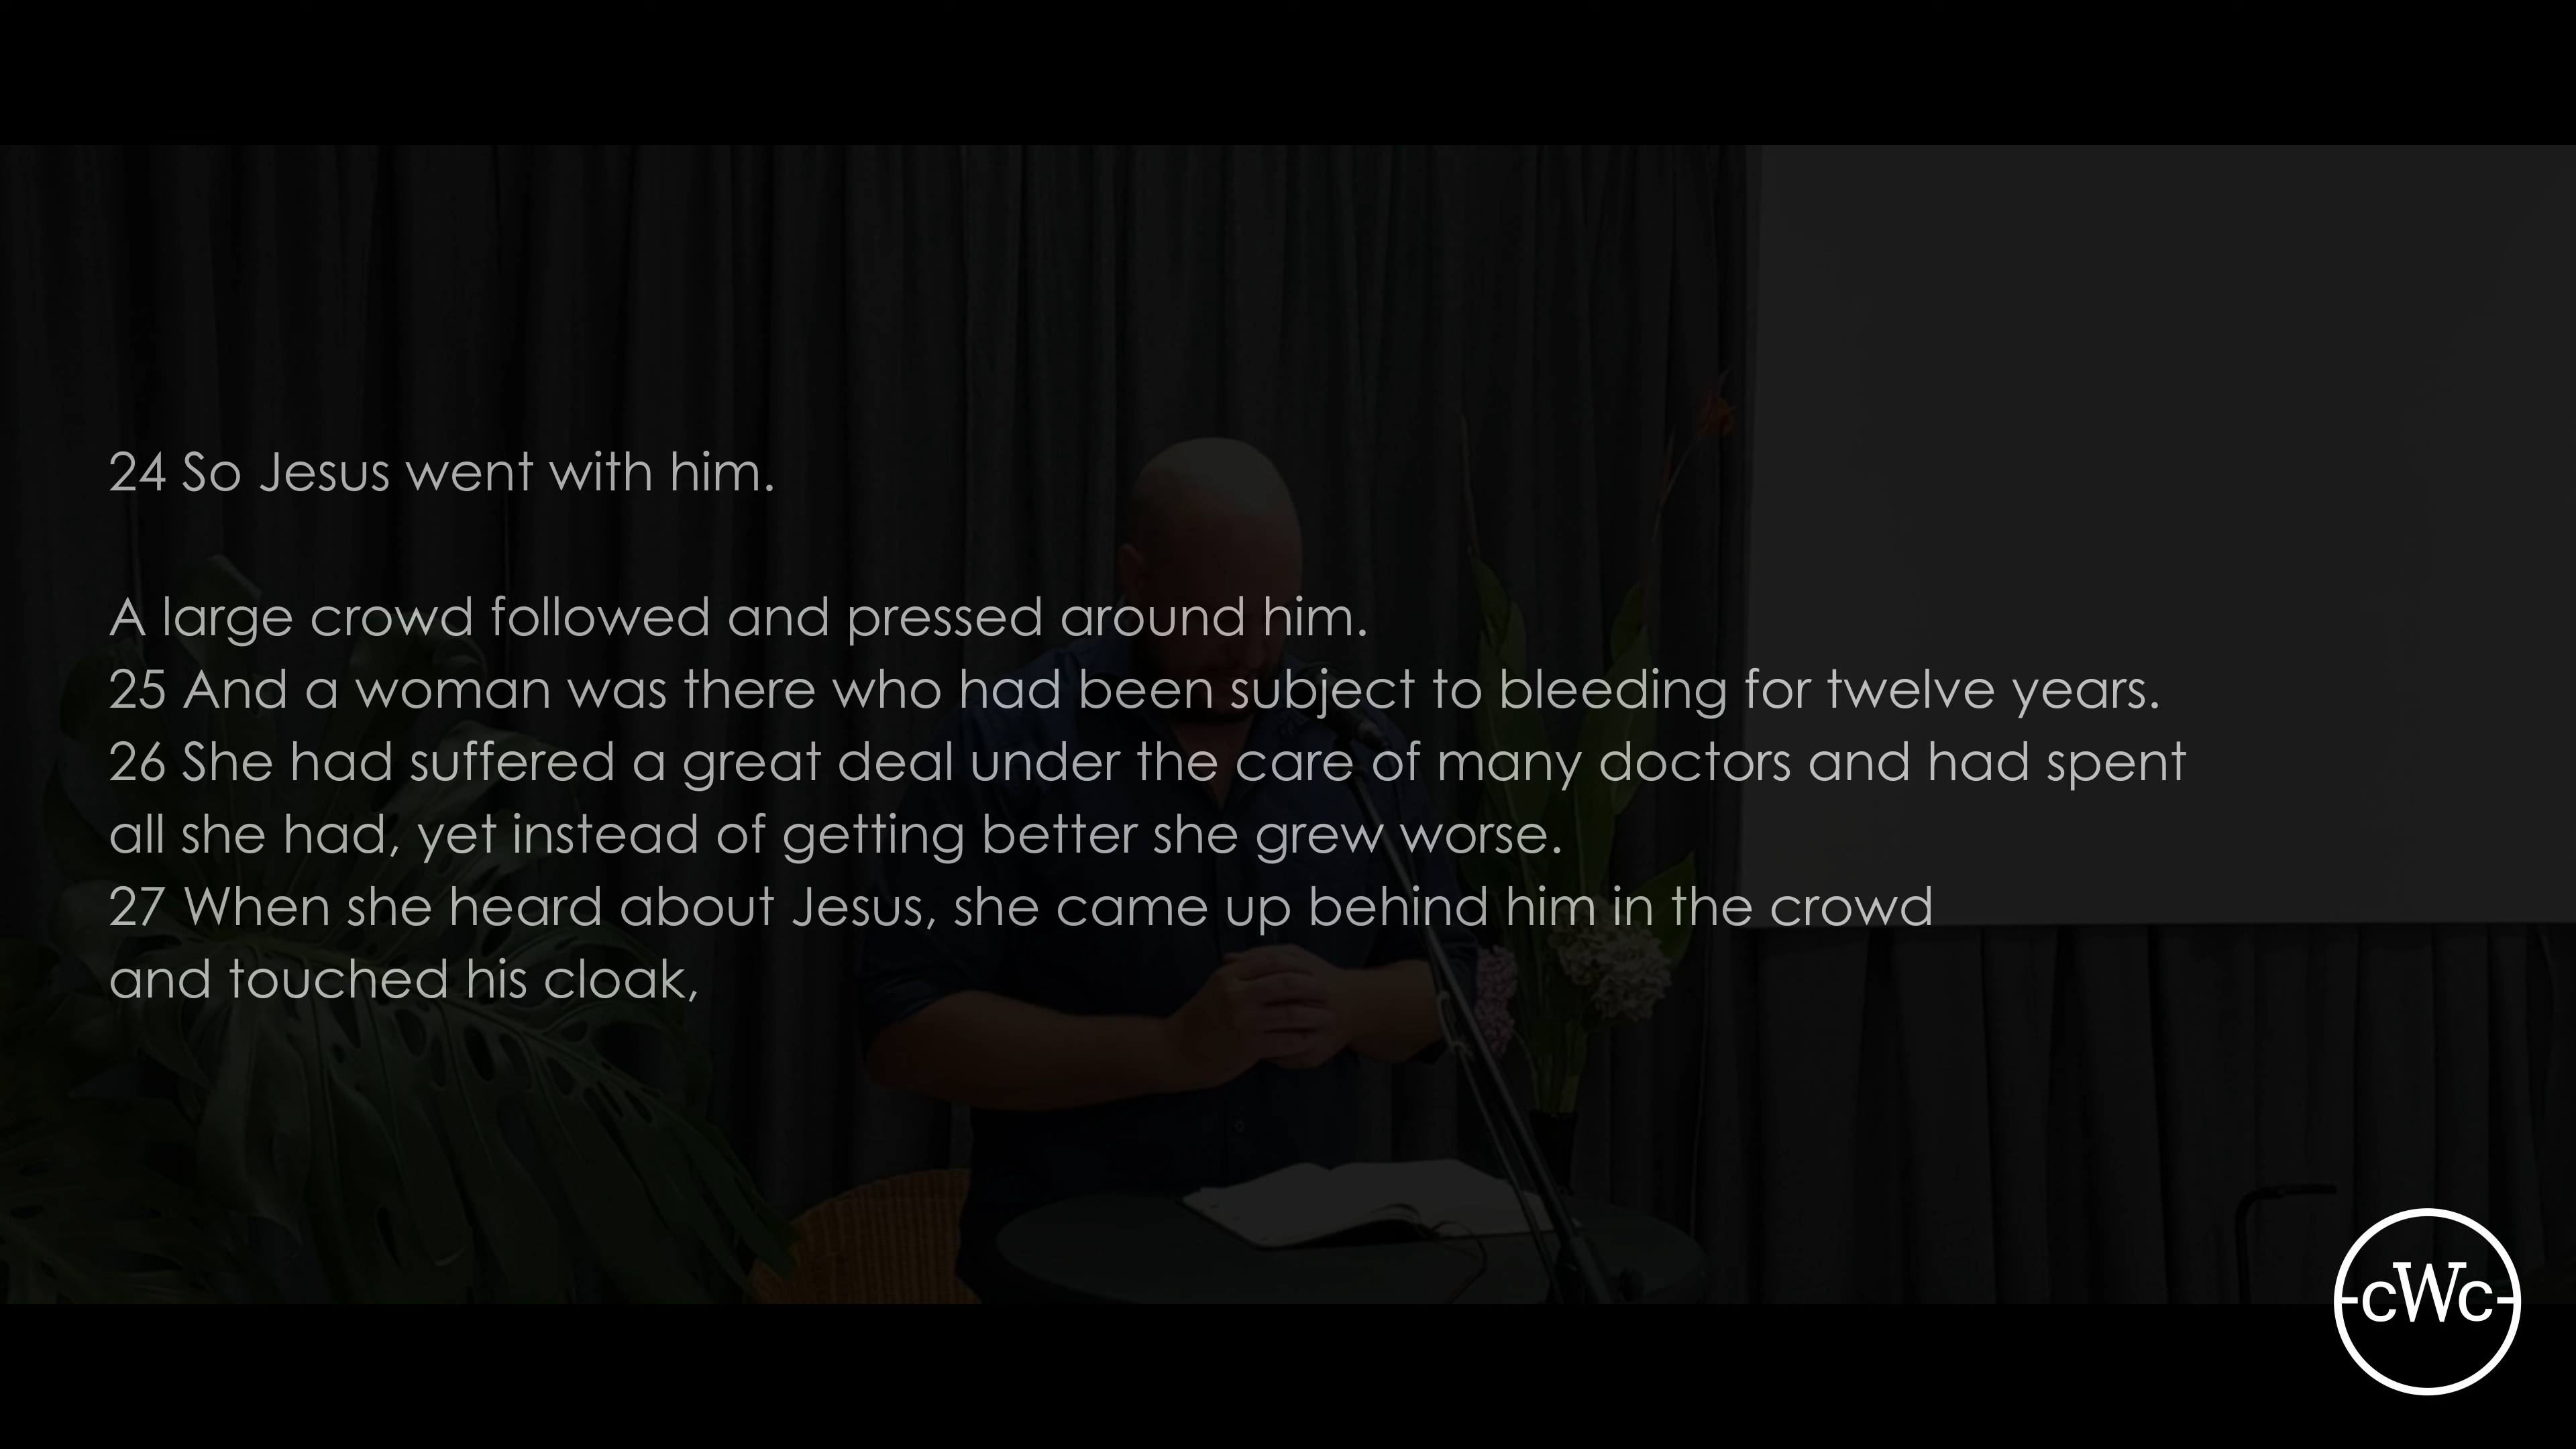 24 So Jesus went with him.
A large crowd followed and pressed around him.
25 And a woman was there who had been subject to bleeding for twelve years.
26 She had suffered a great deal under the care of many doctors and had spent
all she had, yet instead of getting better she grew worse.
27 When she heard about Jesus, she came up behind him in the crowd
and touched his cloak,
-cWc-